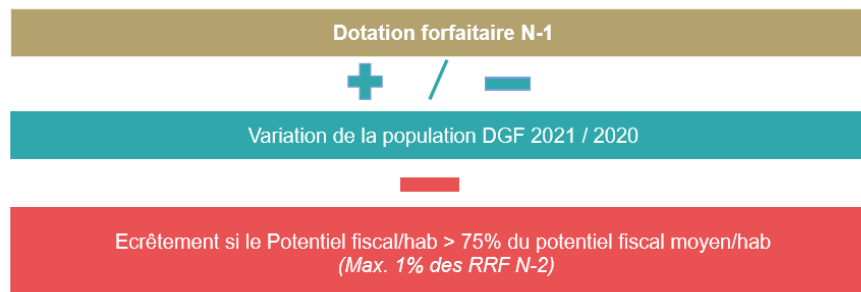 Dotation forfaitaire N-1
+ / -
Variation de la population DGF 2021 / 2020
-
Ecrêtement si le Potentiel fiscal/hab > 75% du potentiel fiscal moyen/hab
(Max. 1% des RRF N-2)